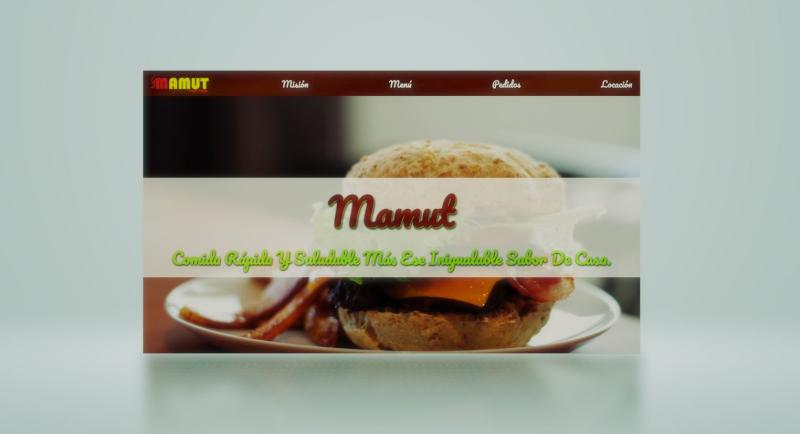 MAMUT Misión Menú Pedidos Locación
Mamut
Comida Rápida Y Saludable Más Ese Inigualable Sabor De Casa.